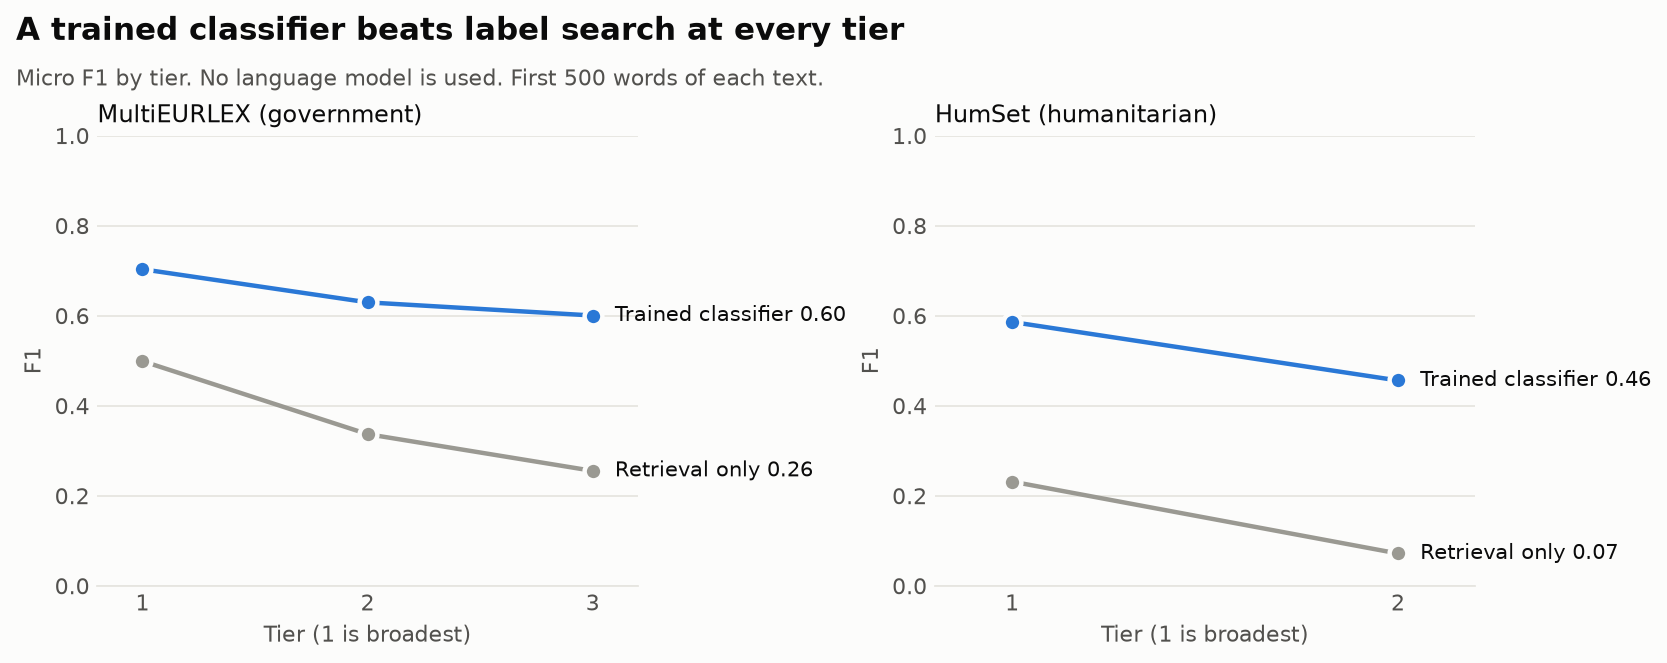 A trained classifier beats label search at every tier
Micro F1 by tier. No language model is used. First 500 words of each text.
MultiEURLEX (government)
1.0
0.8
0.6
0.4
0.2
0.0
F1
Trained classifier 0.60
Retrieval only 0.26
1 2 3
Tier (1 is broadest)
HumSet (humanitarian)
1.0
0.8
0.6
0.4
0.2
0.0
F1
Trained classifier 0.46
Retrieval only 0.07
1 2
Tier (1 is broadest)